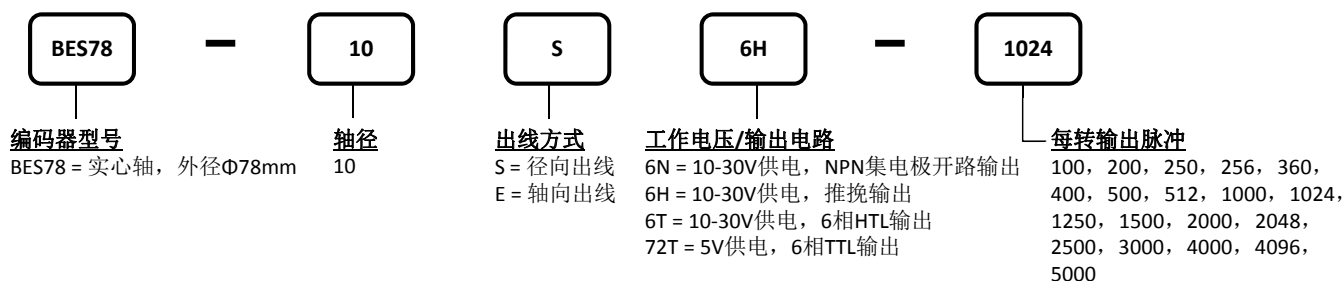 BES78 - 10 S 6H - 1024
编码器型号
BES78 = 实心轴，外径Φ78mm
轴径
10
出线方式
S = 径向出线
E = 轴向出线
工作电压/输出电路
6N = 10-30V供电，NPN集电极开路输出
6H = 10-30V供电，推挽输出
6T = 10-30V供电，6相HTL输出
72T = 5V供电，6相TTL输出
每转输出脉冲
100，200，250，256，360，
400，500，512，1000，1024，
1250，1500，2000，2048，
2500，3000，4000，4096，
5000